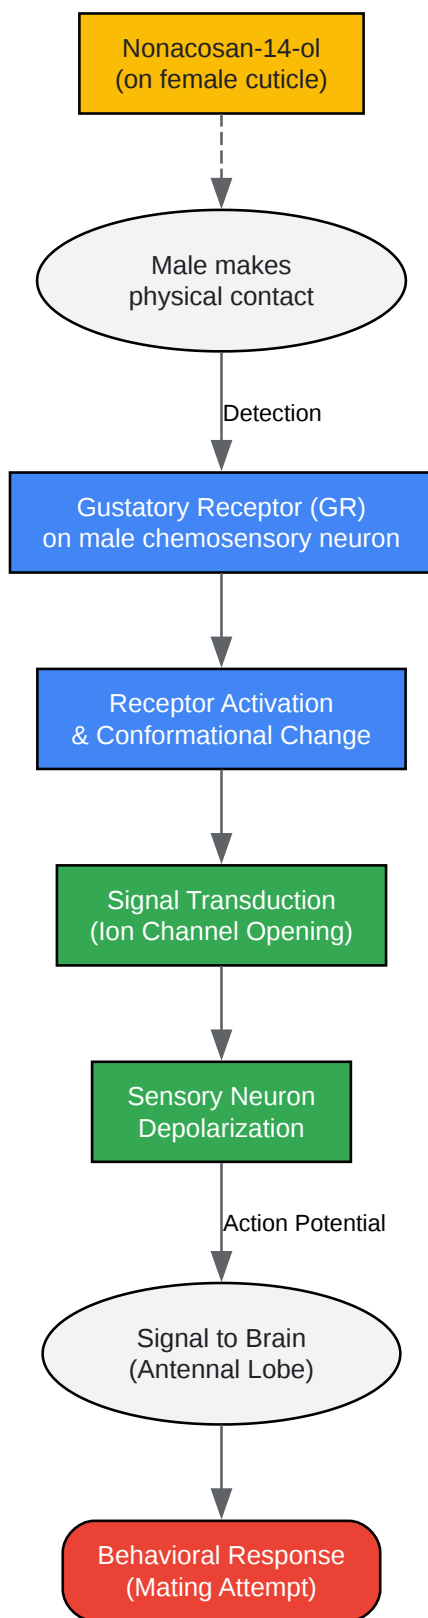 Nonacosan-14-ol
(on female cuticle)
Male makes
physical contact
Detection
Gustatory Receptor (GR)
on male chemosensory neuron
Receptor Activation
& Conformational Change
Signal Transduction
(Ion Channel Opening)
Sensory Neuron
Depolarization
Action Potential
Signal to Brain
(Antennal Lobe)
Behavioral Response
(Mating Attempt)